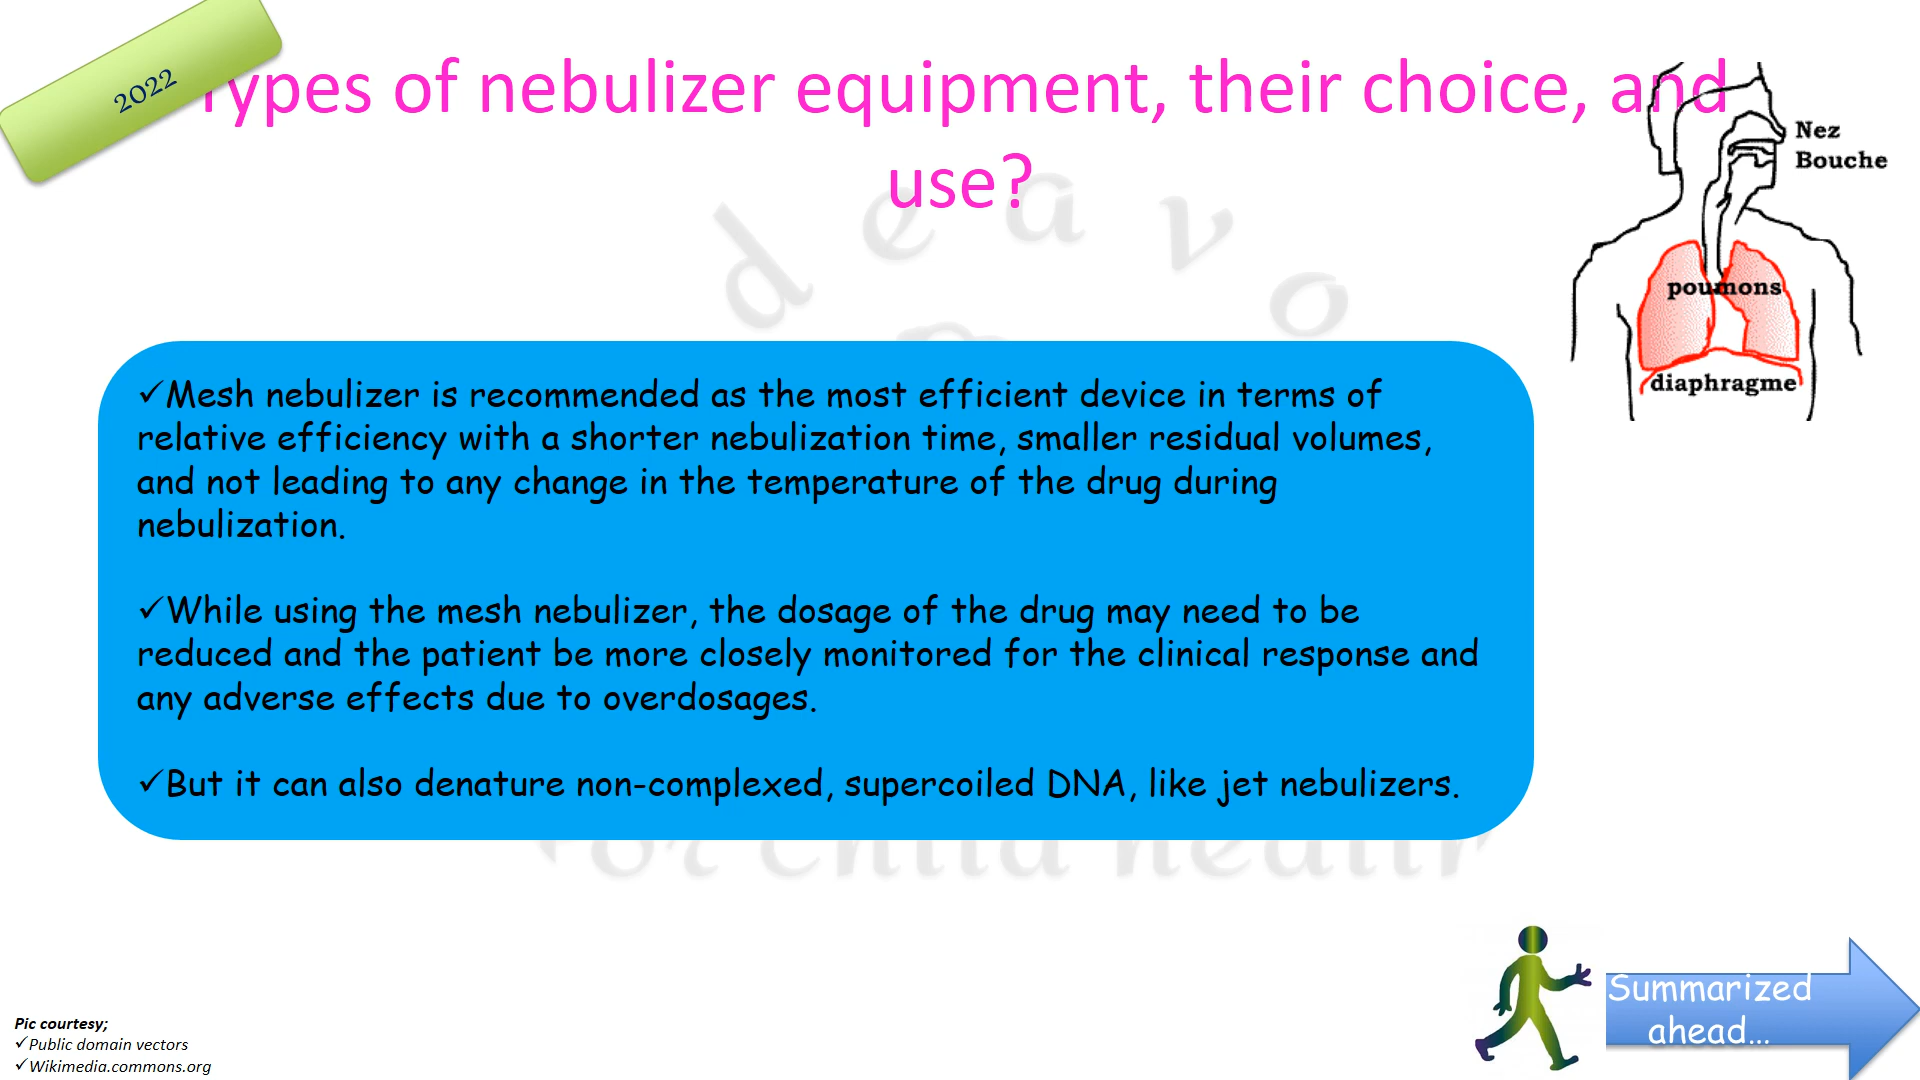 2022
Types of nebulizer equipment, their choice, and
use?
Nez
Bouche
poumons
diaphragme
deavo
✓Mesh nebulizer is recommended as the most efficient device in terms of
relative efficiency with a shorter nebulization time, smaller residual volumes,
and not leading to any change in the temperature of the drug during
nebulization.
✓While using the mesh nebulizer, the dosage of the drug may need to be
reduced and the patient be more closely monitored for the clinical response and
any adverse effects due to overdosages.
✓But it can also denature non-complexed, supercoiled DNA, like jet nebulizers.
for child health
Summarized
ahead...
Pic courtesy;
✓Public domain vectors
✓Wikimedia.commons.org